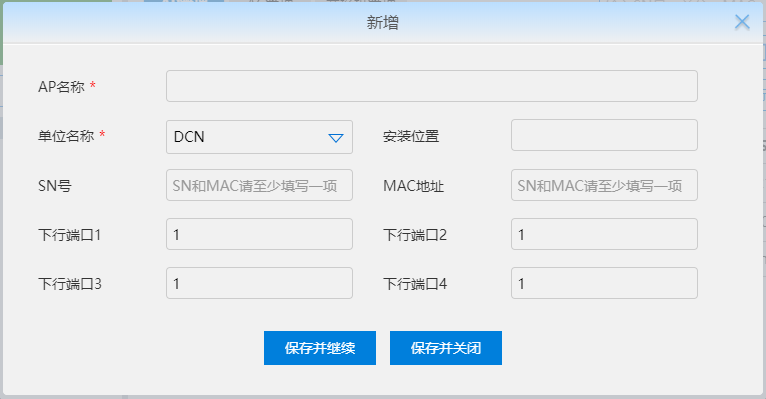 新增
AP名称 *
单位名称 * DCN 安装位置
SN号 SN和MAC请至少填写一项 MAC地址 SN和MAC请至少填写一项
下行端口1 1 下行端口2 1
下行端口3 1 下行端口4 1
保存并继续 保存并关闭